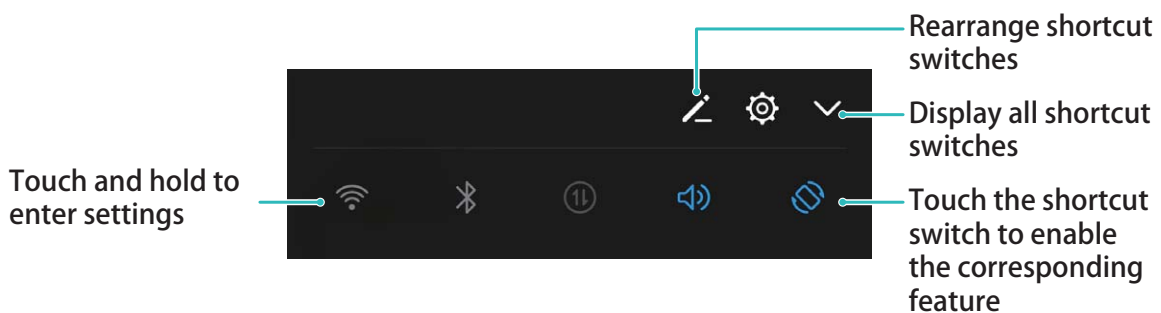 Rearrange shortcut
switches
Display all shortcut
switches
Touch and hold to
enter settings
Touch the shortcut
switch to enable
the corresponding
feature